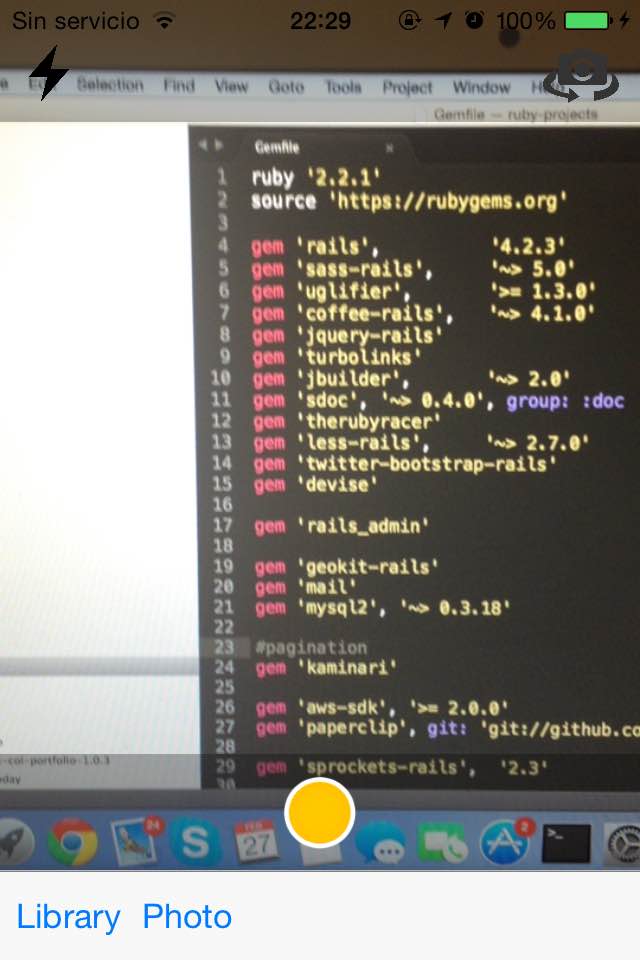 Sin servicio 22:29 100%
Selection Find View Goto Tools Project Window
Gemfile — ruby-projects
Gemfile
1 ruby '2.2.1'
2 source 'https://rubygems.org'
3
4 gem 'rails', '4.2.3'
5 gem 'sass-rails', '~> 5.0'
6 gem 'uglifier', '>= 1.3.0'
7 gem 'coffee-rails', '~> 4.1.0'
8 gem 'jquery-rails'
9 gem 'turbolinks'
10 gem 'jbuilder', '~> 2.0'
11 gem 'sdoc', '~> 0.4.0', group: :doc
12 gem 'therubyracer'
13 gem 'less-rails', '~> 2.7.0'
14 gem 'twitter-bootstrap-rails'
15 gem 'devise'
16
17 gem 'rails_admin'
18
19 gem 'geokit-rails'
20 gem 'mail'
21 gem 'mysql2', '~> 0.3.18'
22
23 #pagination
24 gem 'kaminari'
25
26 gem 'aws-sdk', '>= 2.0.0'
27 gem 'paperclip', git: 'git://github.co
28
-col-portfolio-1.0.3
day
29 gem 'sprockets-rails', '2.3'
30
24
27
2
Library Photo